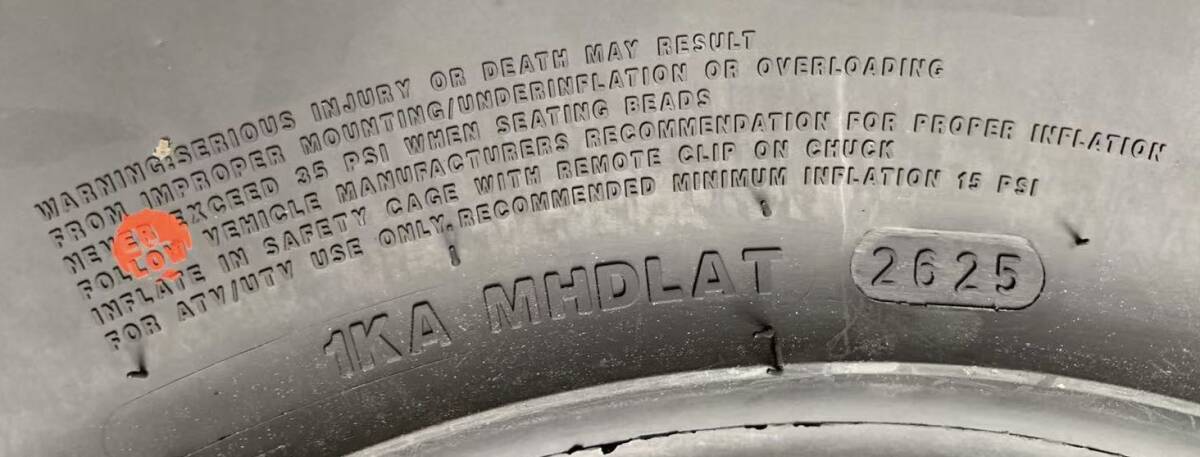 WARNING:SERIOUS INJURY OR DEATH MAY RESULT
FROM IMPROPER MOUNTING/UNDERINFLATION OR OVERLOADING
NEVER EXCEED 35 PSI WHEN SEATING BEADS
FOLLOW VEHICLE MANUFACTURERS RECOMMENDATION FOR PROPER INFLATION
INFLATE IN SAFETY CAGE WITH REMOTE CLIP ON CHUCK
FOR ATV/UTV USE ONLY.RECOMMENDED MINIMUM INFLATION 15 PSI
1KA MHDLAT 2625